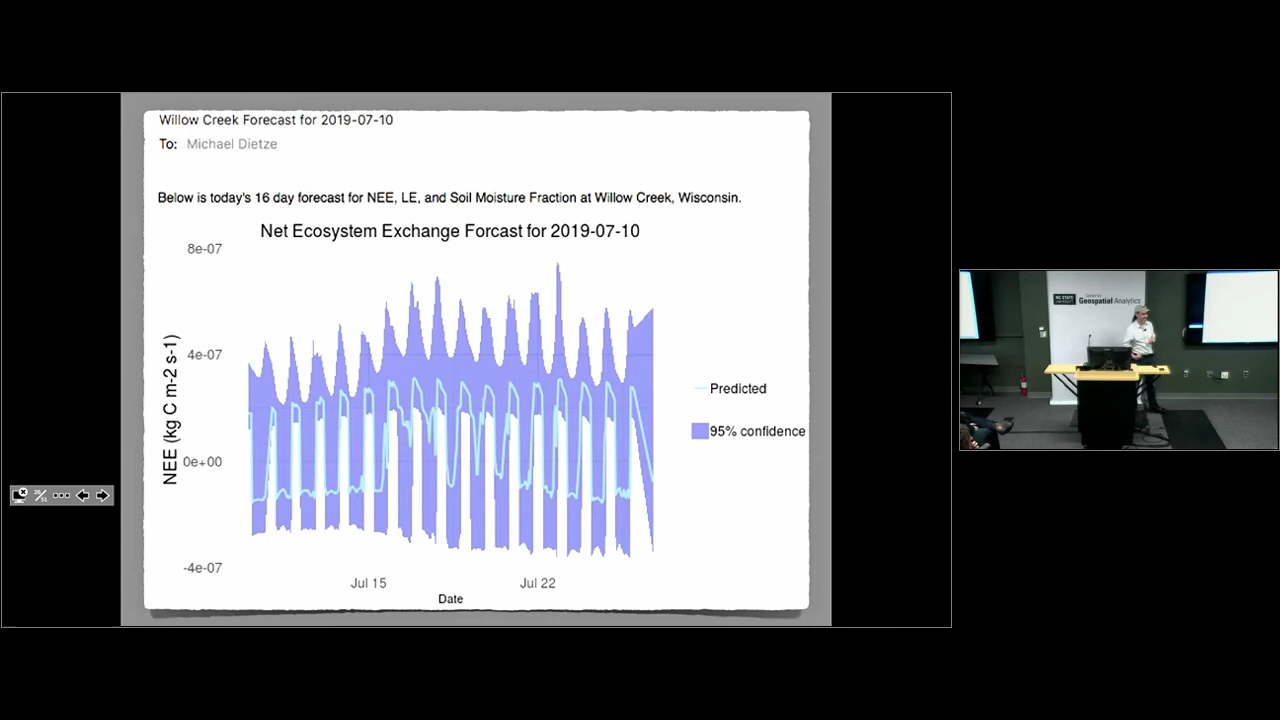 Willow Creek Forecast for 2019-07-10
To: Michael Dietze
Below is today's 16 day forecast for NEE, LE, and Soil Moisture Fraction at Willow Creek, Wisconsin.
Net Ecosystem Exchange Forcast for 2019-07-10
8e-07
4e-07
0e+00
-4e-07
NEE (kg C m-2 s-1)
Jul 15
Jul 22
Date
Predicted
95% confidence
NC STATE
Center for
Geospatial Analytics